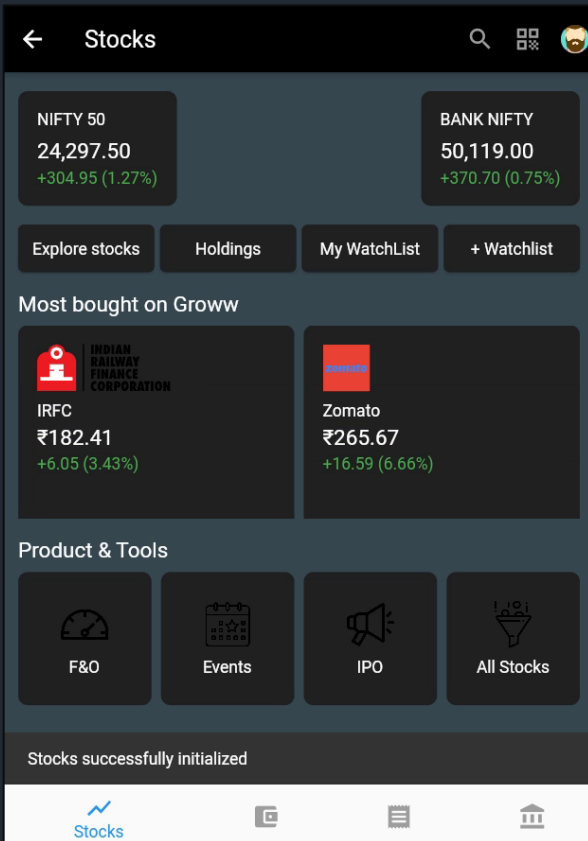 Stocks
NIFTY 50
24,297.50
+304.95 (1.27%)
BANK NIFTY
50,119.00
+370.70 (0.75%)
Explore stocks
Holdings
My WatchList
+ Watchlist
Most bought on Groww
INDIAN
RAILWAY
FINANCE
CORPORATION
IRFC
₹182.41
+6.05 (3.43%)
zomato
Zomato
₹265.67
+16.59 (6.66%)
Product & Tools
F&O
Events
IPO
All Stocks
Stocks successfully initialized
Stocks